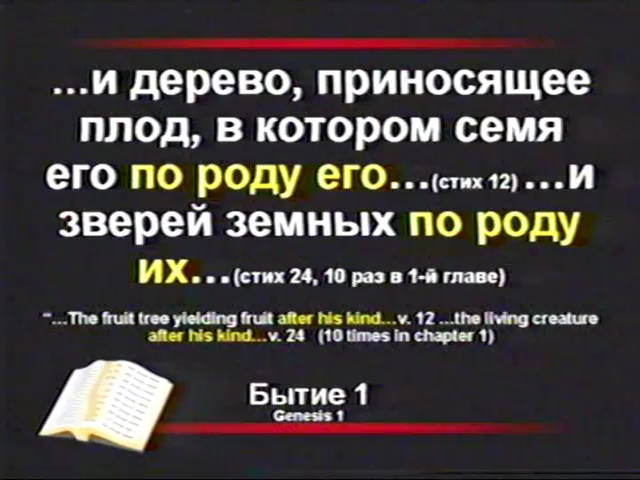 ...и дерево, приносящее
плод, в котором семя
его по роду его...(стих 12) ...и
зверей земных по роду
их...(стих 24, 10 раз в 1-й главе)
"...The fruit tree yielding fruit after his kind...v. 12 ...the living creature
after his kind...v. 24 (10 times in chapter 1)
Бытие 1
Genesis 1